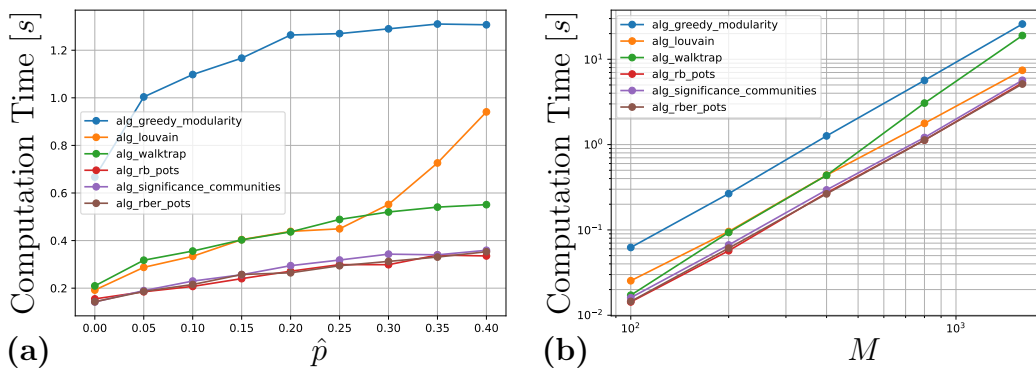 Computation Time [s]
1.2
1.0
0.8
0.6
0.4
0.2
alg_greedy_modularity
alg_louvain
alg_walktrap
alg_rb_pots
alg_significance_communities
alg_rber_pots
0.00 0.05 0.10 0.15 0.20 0.25 0.30 0.35 0.40
(a)
p̂
Computation Time [s]
10¹
10⁰
10⁻¹
10⁻²
alg_greedy_modularity
alg_louvain
alg_walktrap
alg_rb_pots
alg_significance_communities
alg_rber_pots
10² 10³
(b)
M